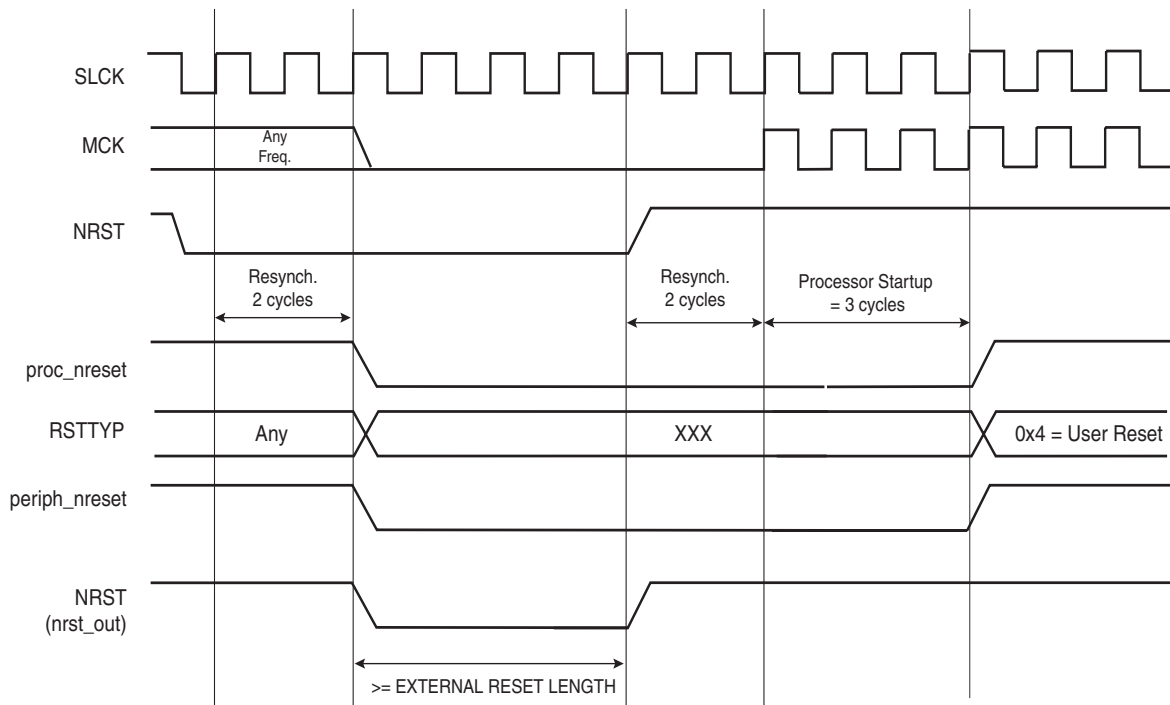 SLCK
MCK
Any
Freq.
NRST
Resynch.
2 cycles
Resynch.
2 cycles
Processor Startup
= 3 cycles
proc_nreset
RSTTYP
Any
XXX
0x4 = User Reset
periph_nreset
NRST
(nrst_out)
>= EXTERNAL RESET LENGTH